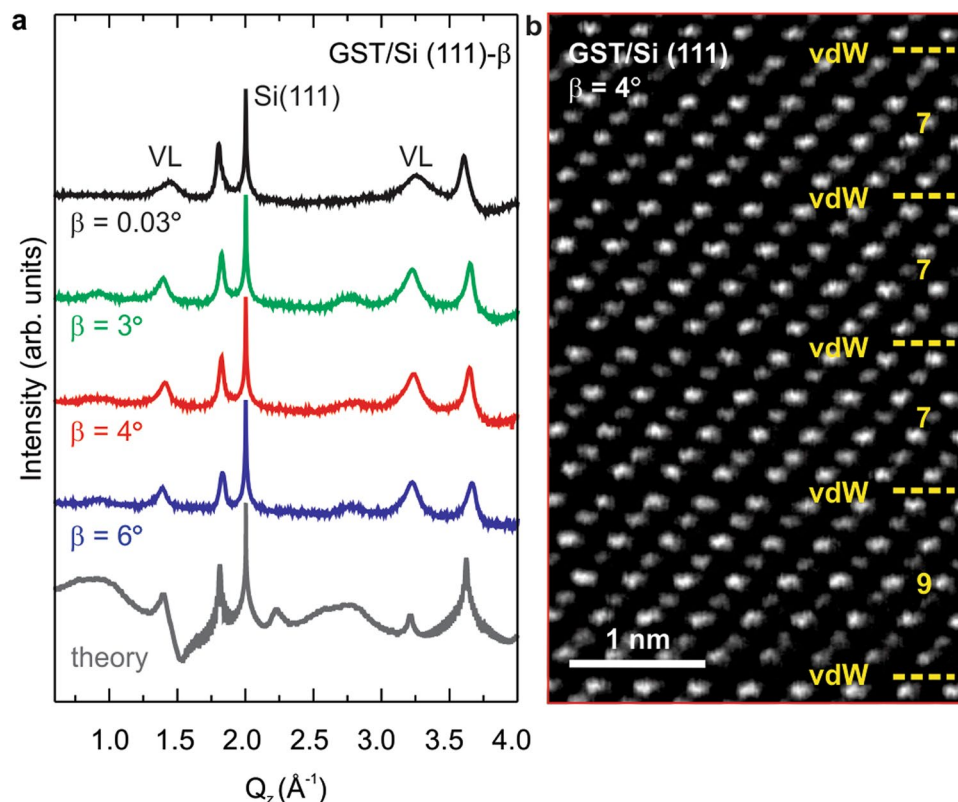 a
GST/Si (111)-β
Si(111)
VL
VL
β = 0.03°
β = 3°
β = 4°
β = 6°
theory
Intensity (arb. units)
1.0 1.5 2.0 2.5 3.0 3.5 4.0
Q_z (Å⁻¹)
b
GST/Si (111)
β = 4°
vdW
7
vdW
7
vdW
7
vdW
9
1 nm
vdW